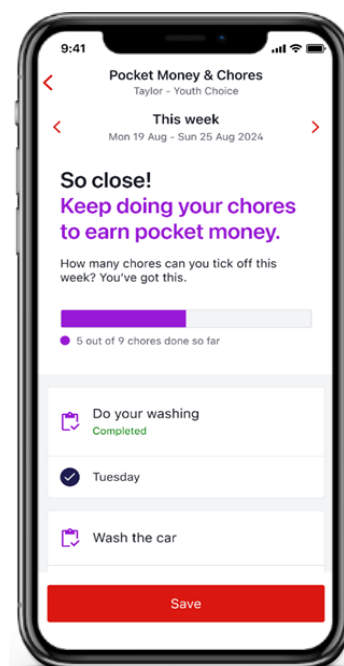 9:41
Pocket Money & Chores
Taylor - Youth Choice
This week
Mon 19 Aug - Sun 25 Aug 2024
So close!
Keep doing your chores
to earn pocket money.
How many chores can you tick off this
week? You've got this.
5 out of 9 chores done so far
Do your washing
Completed
Tuesday
Wash the car
Save